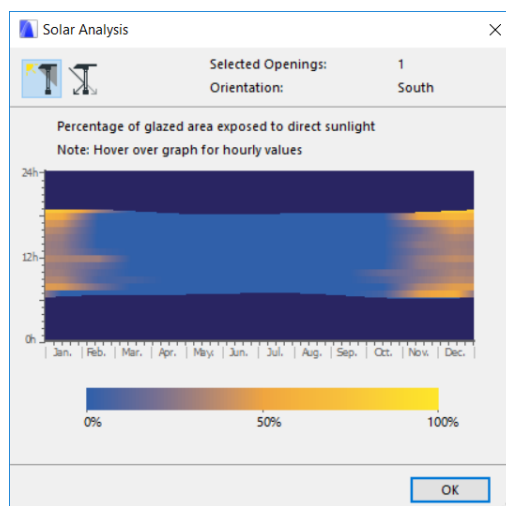 Solar Analysis
Selected Openings: 1
Orientation: South
Percentage of glazed area exposed to direct sunlight
Note: Hover over graph for hourly values
24h
12h
0h
Jan. Feb. Mar. Apr. May. Jun. Jul. Aug. Sep. Oct. Nov. Dec.
0% 50% 100%
OK